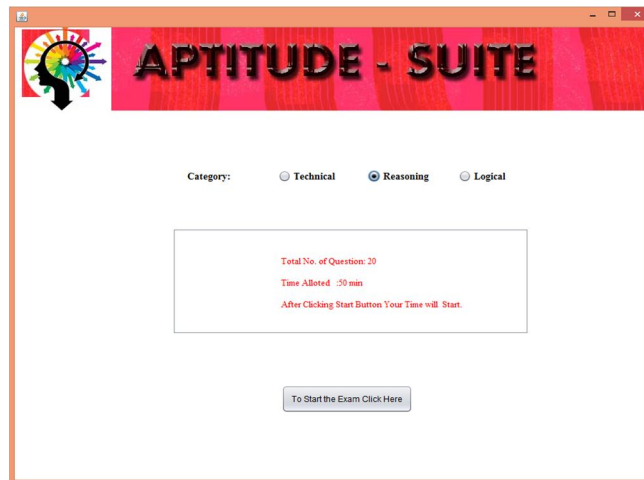 APTITUDE - SUITE
Category: Technical Reasoning Logical
Total No. of Question: 20
Time Alloted :50 min
After Clicking Start Button Your Time will Start.
To Start the Exam Click Here